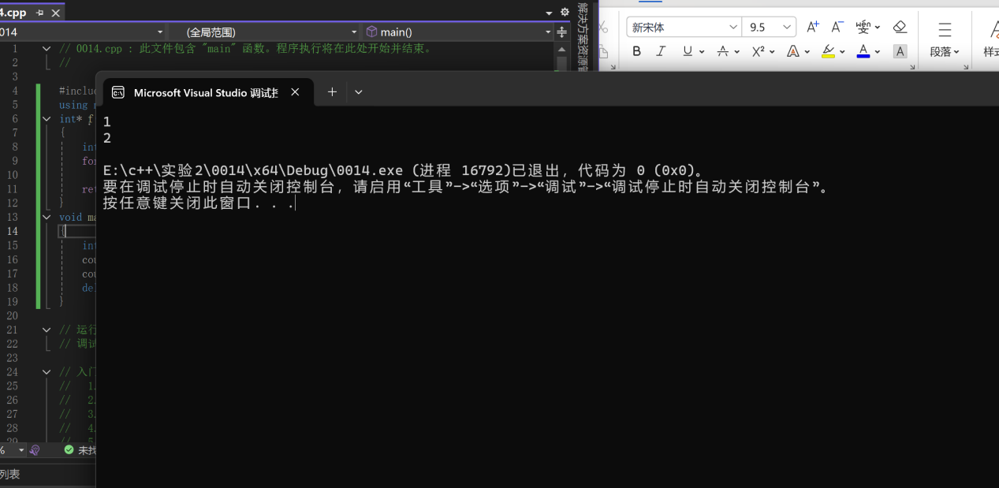 4.cpp
014 (全局范围) main()
新宋体 9.5
B I U X² A A A
段落
样式
解决方案资源管
1 // 0014.cpp : 此文件包含 "main" 函数。程序执行将在此处开始并结束。
2 //
3
4 #includ
5 using
6 int* f
7 {
8 int
9 for
10
11 ret
12 }
13 void ma
14 {
15 int
16 cou
17 cou
18 del
19 }
20
21 // 运行
22 // 调试
23
24 // 入门
25 // 1.
26 // 2.
27 // 3.
28 // 4.
29 // 5
% 未找
列表
Microsoft Visual Studio 调试控
1
2
E:\c++\实验2\0014\x64\Debug\0014.exe (进程 16792)已退出，代码为 0 (0x0)。
要在调试停止时自动关闭控制台，请启用“工具”->“选项”->“调试”->“调试停止时自动关闭控制台”。
按任意键关闭此窗口. . .